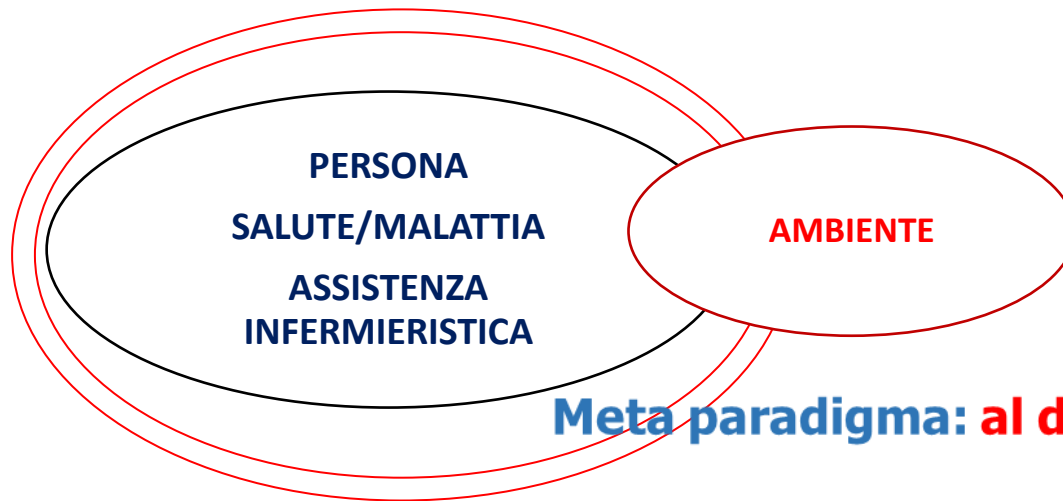 PERSONA
SALUTE/MALATTIA
ASSISTENZA
INFERMIERISTICA
AMBIENTE
Meta paradigma: al d